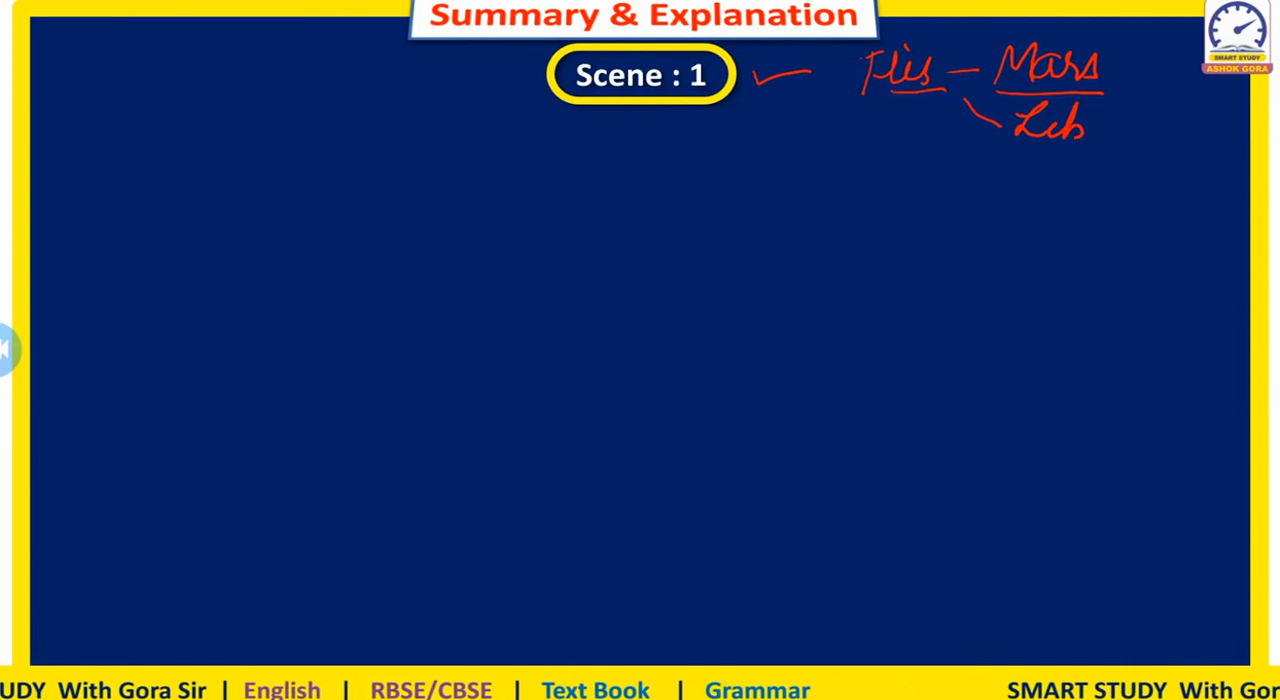 Summary & Explanation
Scene : 1
Mars
Lib
SMART STUDY
ASHOK GORA
UDY With Gora Sir | English | RBSE/CBSE | Text Book | Grammar SMART STUDY With Gor